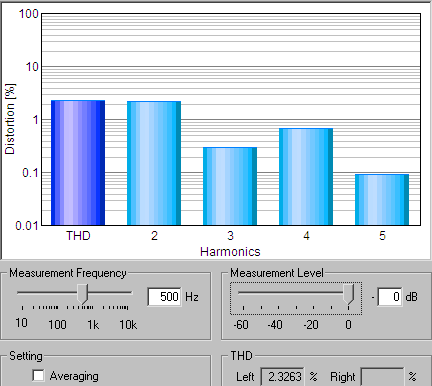 100
10
1
0.1
0.01
Distortion [%]
THD 2 3 4 5
Harmonics
Measurement Frequency
500 Hz
10 100 1k 10k
Measurement Level
- 0 dB
-60 -40 -20 0
Setting
Averaging
THD
Left 2.3263 % Right %